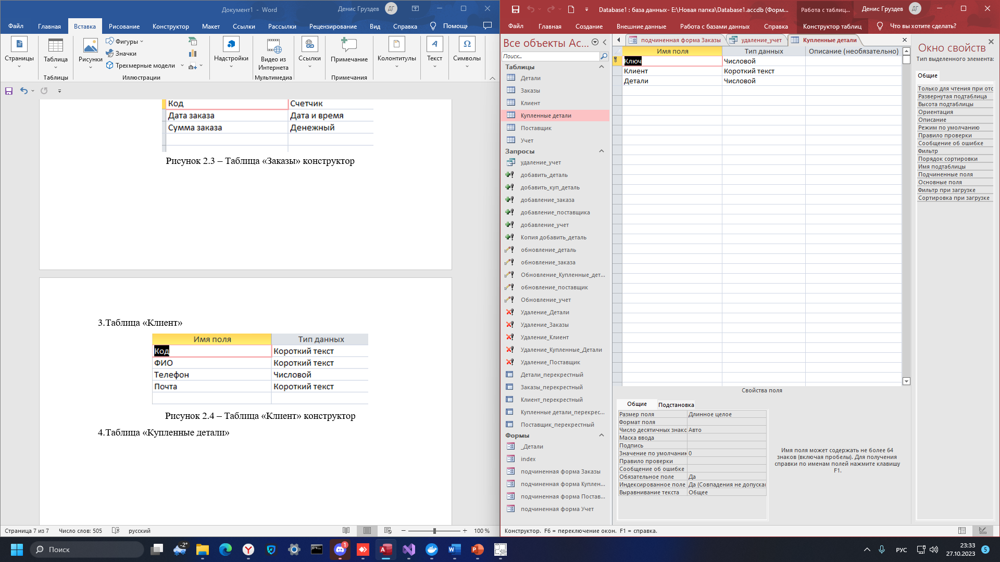 Документ1 - Word
Денис Груздев
ДГ
Файл
Главная
Вставка
Рисование
Конструктор
Макет
Ссылки
Рассылки
Рецензирование
Вид
Справка
Помощн
Страницы
Таблица
Рисунки
Фигуры
Значки
Трехмерные модели
Надстройки
Видео из
Интернета
Ссылки
Примечание
Колонтитулы
Текст
Символы
Таблицы
Иллюстрации
Мультимедиа
Примечания
Код
Счетчик
Дата заказа
Дата и время
Сумма заказа
Денежный
Рисунок 2.3 – Таблица «Заказы» конструктор
3.Таблица «Клиент»
Имя поля
Тип данных
Код
Короткий текст
ФИО
Короткий текст
Телефон
Числовой
Почта
Короткий текст
Рисунок 2.4 – Таблица «Клиент» конструктор
4.Таблица «Купленные детали»
Страница 7 из 7
Число слов: 505
русский
100 %
Database1 : база данных- E:\Новая папка\Database1.accdb (Форм...
Работа с таблиц...
Денис Груздев
ДГ
Файл
Главная
Создание
Внешние данные
Работа с базами данных
Справка
Конструктор таблиц
Что вы хотите сделать?
Все объекты Ac...
Поиск...
Таблицы
Детали
Заказы
Клиент
Купленные детали
Поставщик
Учет
Запросы
удаление_учет
добавить_деталь
добавить_куп_деталь
добавление_заказа
добавление_поставщика
добавление_учет
Копия добавить_деталь
обновление_деталь
обновление_заказа
Обновление_Купленные_дет...
обновление_поставщик
Обновление_учет
Удаление_Детали
Удаление_Заказы
Удаление_Клиент
Удаление_Купленные_Детали
Удаление_Поставщик
Детали_перекрестный
Заказы_перекрестный
Клиент_перекрестный
Купленные детали_перекрес...
Поставщик_перекрестный
Формы
_Детали
index
подчиненная форма Заказы
подчиненная форма Куплен...
подчиненная форма Постав...
подчиненная форма Учет
подчиненная форма Заказы
удаление_учет
Купленные детали
Имя поля
Тип данных
Описание (необязательно)
Ключ
Числовой
Клиент
Короткий текст
Детали
Числовой
Свойства поля
Общие
Подстановка
Размер поля
Длинное целое
Формат поля
Число десятичных знако
Авто
Маска ввода
Подпись
Значение по умолчанию
0
Правило проверки
Сообщение об ошибке
Обязательное поле
Да
Индексированное поле
Да (Совпадения не допускаю
Выравнивание текста
Общее
Имя поля может содержать не более 64
знаков (включая пробелы). Для получения
справки по именам полей нажмите клавишу
F1.
Окно свойств
Тип выделенного элемента:
Общие
Только для чтения при отс
Развернутая подтаблица
Высота подтаблицы
Ориентация
Описание
Режим по умолчанию
Правило проверки
Сообщение об ошибке
Фильтр
Порядок сортировки
Имя подтаблицы
Подчиненные поля
Основные поля
Фильтр при загрузке
Сортировка при загрузке
Конструктор. F6 = переключение окон. F1 = справка.
Поиск
-2°
1
РУС
23:33
27.10.2023
5